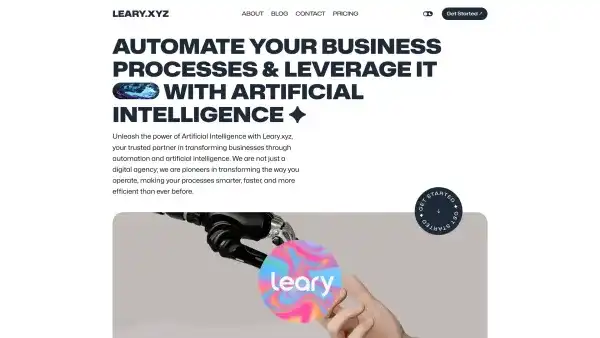 LEARY.XYZ
ABOUT BLOG CONTACT PRICING
Get Started ↗
AUTOMATE YOUR BUSINESS
PROCESSES & LEVERAGE IT
WITH ARTIFICIAL
INTELLIGENCE ✦
Unleash the power of Artificial Intelligence with Leary.xyz,
your trusted partner in transforming businesses through
automation and artificial intelligence. We are not just a
digital agency; we are pioneers in transforming the way you
operate, making your processes smarter, faster, and more
efficient than ever before.
GET STARTED ✦ GET STARTED ✦
↓
leary